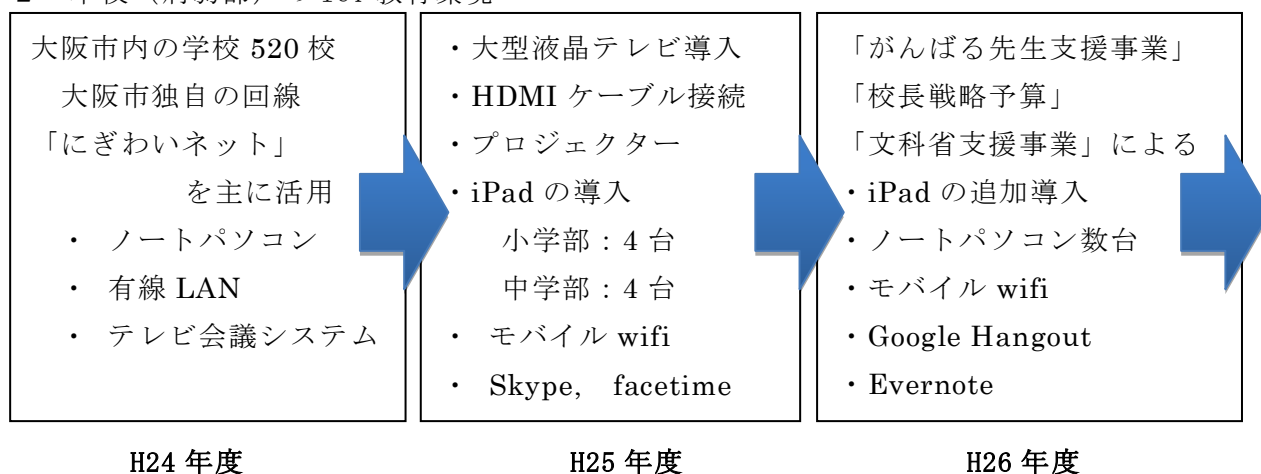 大阪市内の学校 520 校
大阪市独自の回線
「にぎわいネット」
を主に活用
・ ノートパソコン
・ 有線 LAN
・ テレビ会議システム
H24 年度
・大型液晶テレビ導入
・HDMI ケーブル接続
・プロジェクター
・iPad の導入
小学部：4 台
中学部：4 台
・ モバイル wifi
・ Skype, facetime
H25 年度
「がんばる先生支援事業」
「校長戦略予算」
「文科省支援事業」による
・iPad の追加導入
・ノートパソコン数台
・モバイル wifi
・Google Hangout
・Evernote
H26 年度